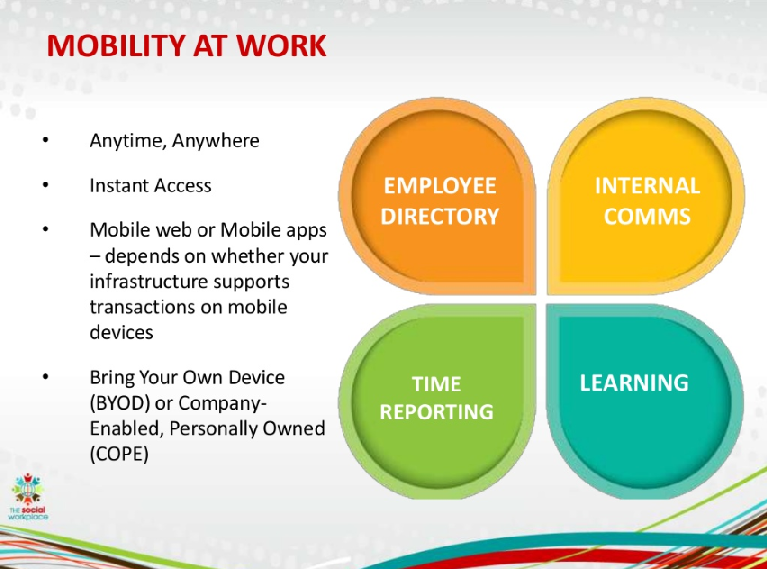 MOBILITY AT WORK
• Anytime, Anywhere
• Instant Access
• Mobile web or Mobile apps
– depends on whether your
infrastructure supports
transactions on mobile
devices
• Bring Your Own Device
(BYOD) or Company-
Enabled, Personally Owned
(COPE)
EMPLOYEE
DIRECTORY
INTERNAL
COMMS
TIME
REPORTING
LEARNING
THE social
workplace